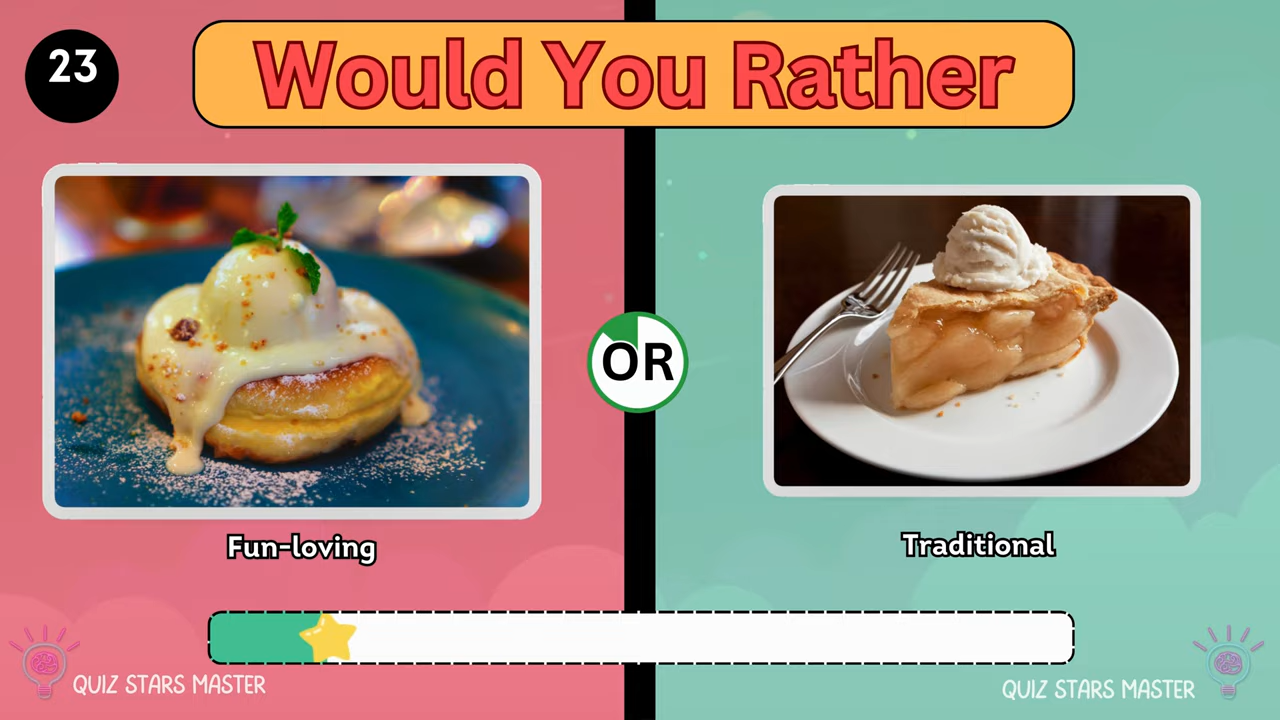 23
Would You Rather
OR
Fun-loving
Traditional
QUIZ STARS MASTER
QUIZ STARS MASTER